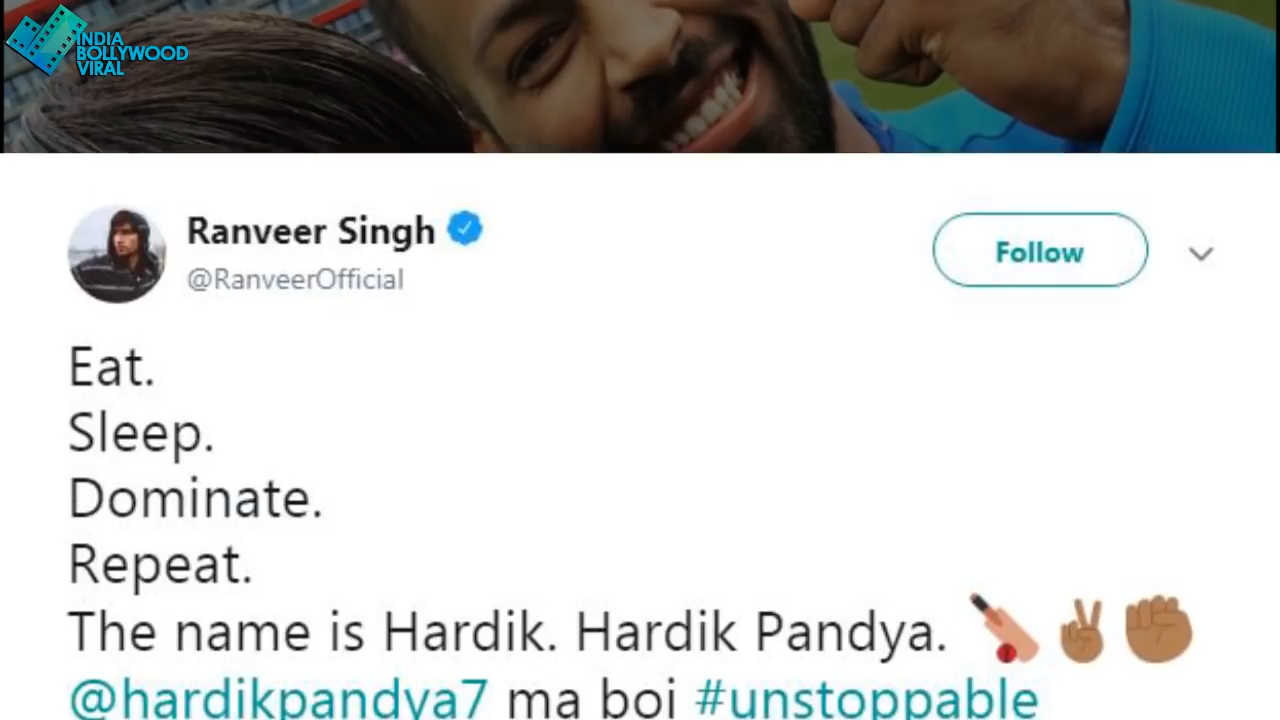 INDIA
BOLLYWOOD
VIRAL
Ranveer Singh
@RanveerOfficial
Follow
Eat.
Sleep.
Dominate.
Repeat.
The name is Hardik. Hardik Pandya.
@hardikpandya7 ma boi #unstoppable